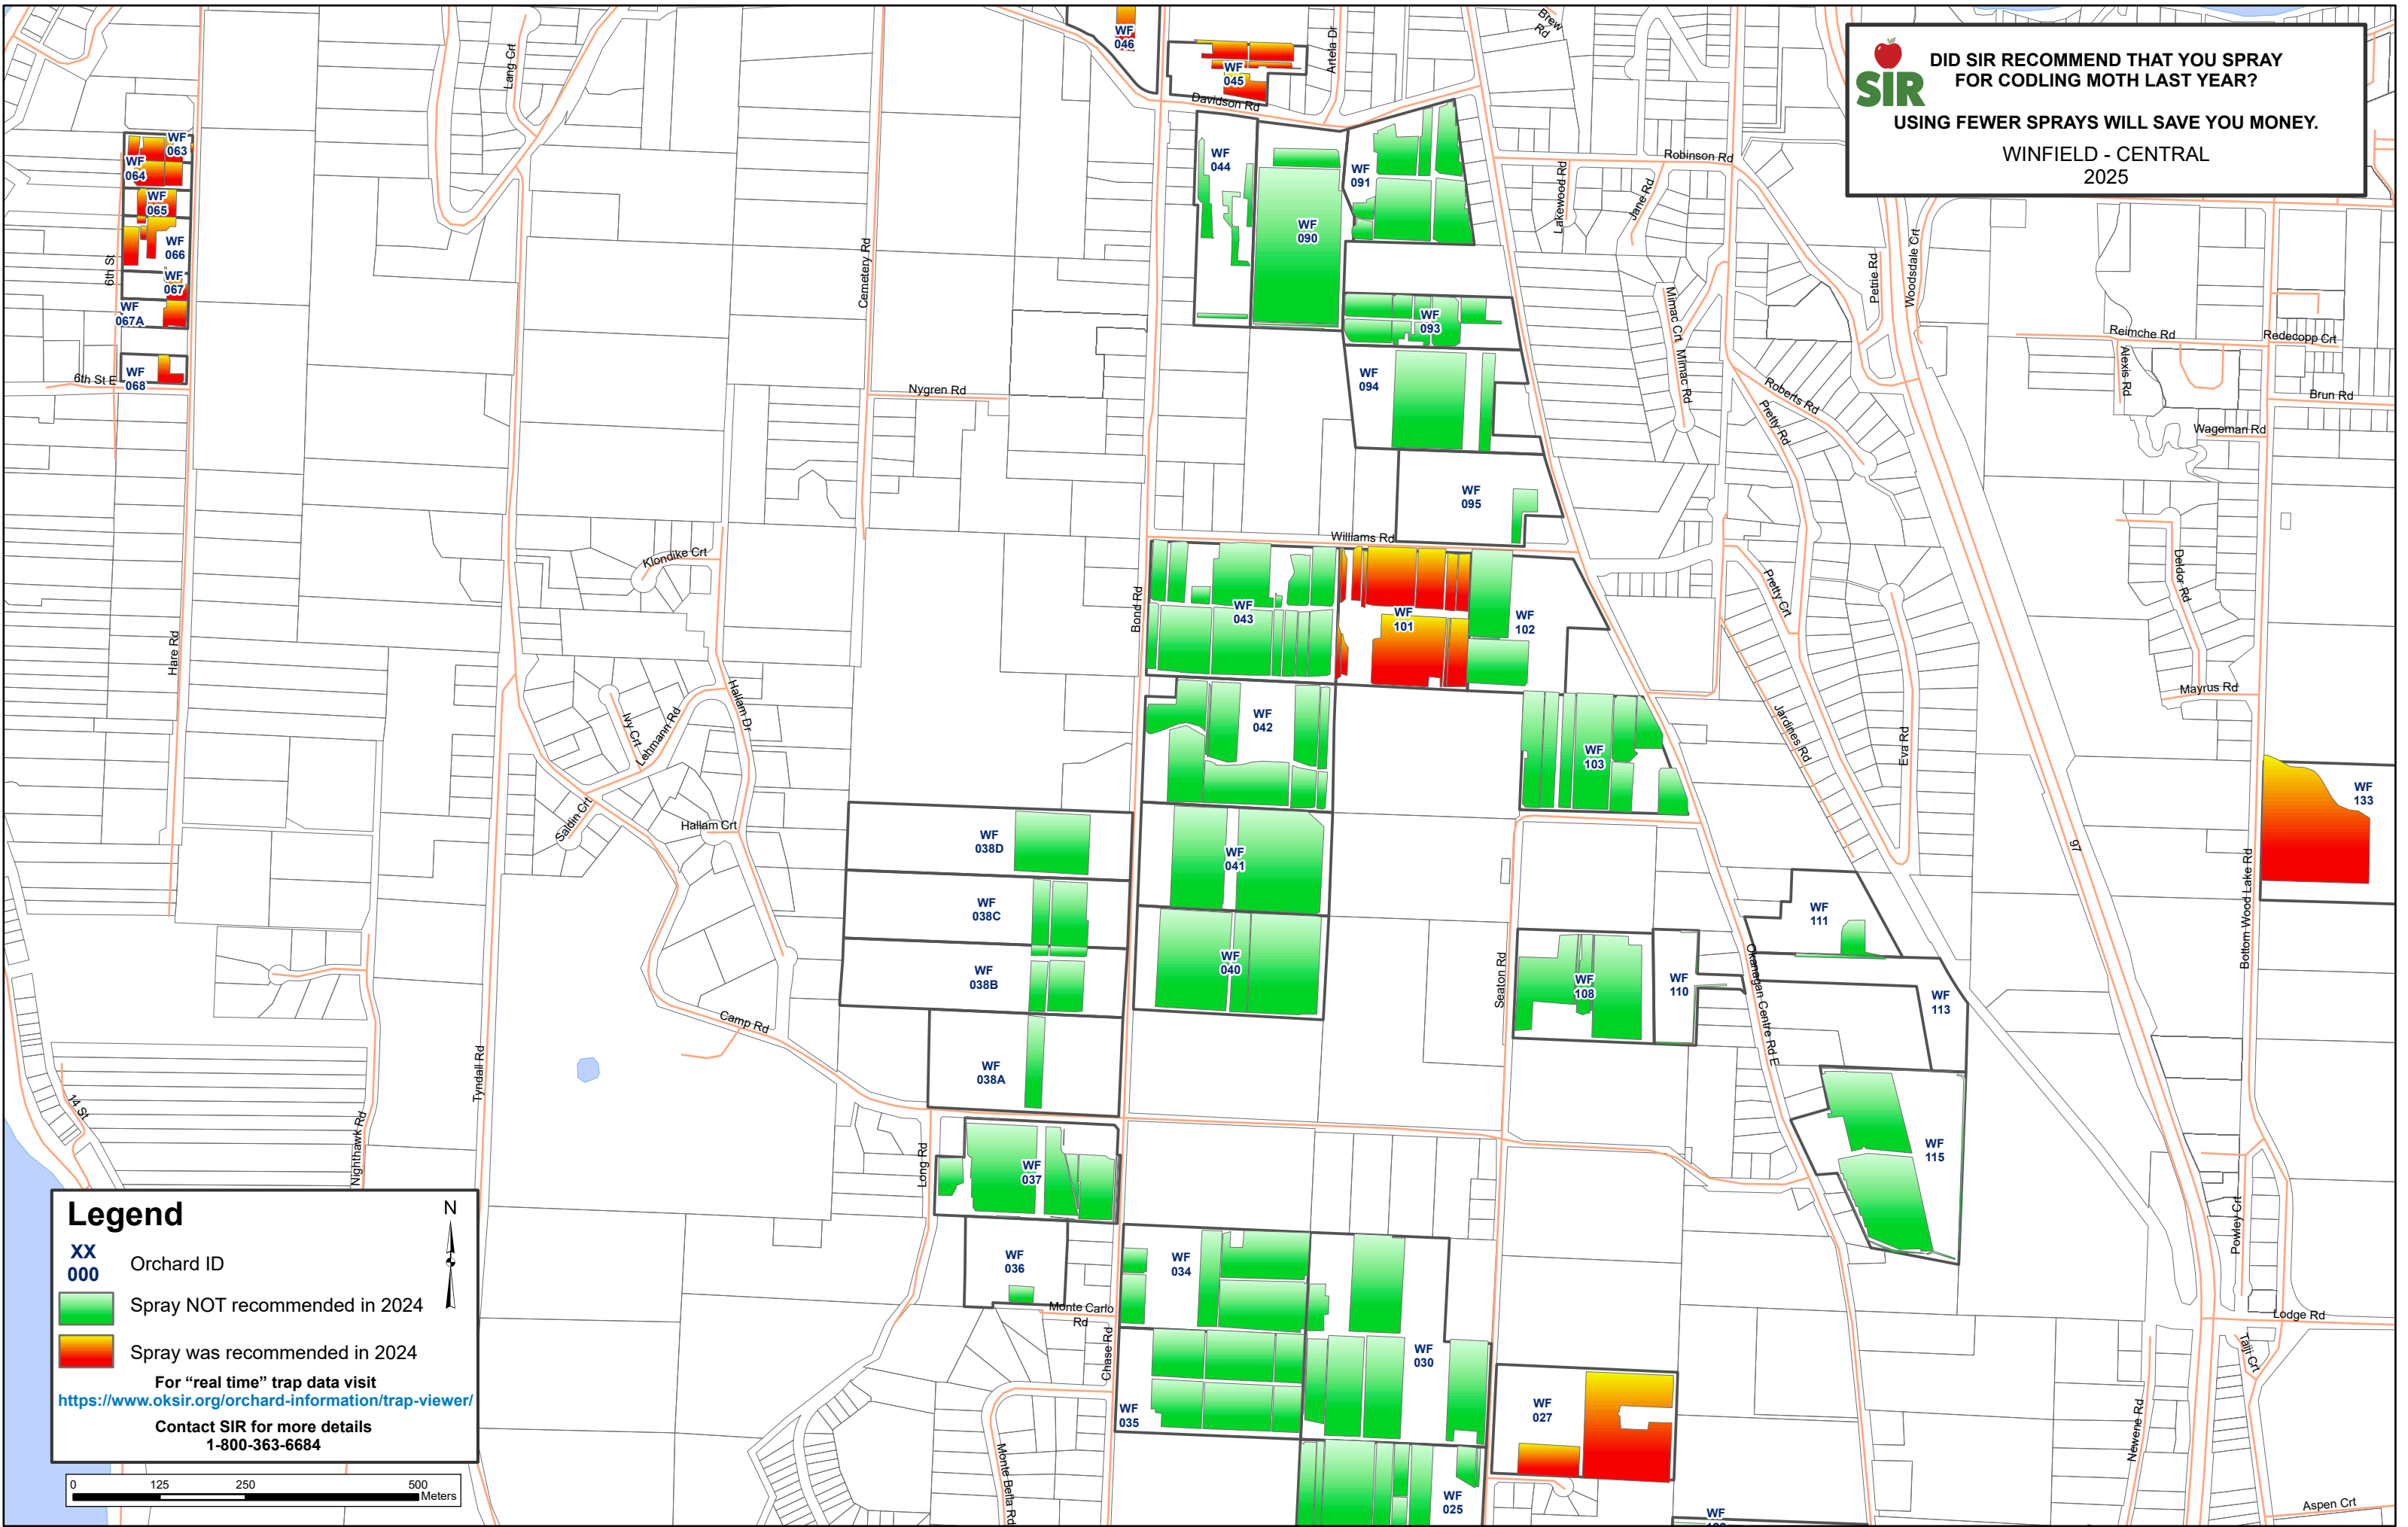 SIR
DID SIR RECOMMEND THAT YOU SPRAY
FOR CODLING MOTH LAST YEAR?
USING FEWER SPRAYS WILL SAVE YOU MONEY.
WINFIELD - CENTRAL
2025
WF
046
WF
045
Davidson Rd
Artela Dr
Brew
Rd
Lang Crt
WF
063
WF
064
WF
065
WF
066
WF
067
WF
067A
WF
068
6th St
6th St E
Hare Rd
Cemetery Rd
Nygren Rd
WF
044
WF
090
WF
091
WF
093
WF
094
WF
095
Robinson Rd
Lakewood Rd
Jane Rd
Mimac Crt
Mimac Rd
Petrie Rd
Woodsdale Crt
Roberts Rd
Pretty Rd
Reimche Rd
Redecopp Crt
Alexis Rd
Brun Rd
Wageman Rd
Klondike Crt
Williams Rd
Bond Rd
WF
043
WF
101
WF
102
Pretty Crt
Deldor Rd
Mayrus Rd
Ivy Crt
Lehmann Rd
Hallam Dr
Saldin Crt
Hallam Crt
WF
042
WF
103
Jardines Rd
Eva Rd
97
WF
133
Bottom Wood Lake Rd
WF
038D
WF
038C
WF
038B
WF
038A
WF
041
WF
040
Seaton Rd
WF
108
WF
110
WF
111
WF
113
Okanagan Centre Rd E
WF
115
Camp Rd
Tyndall Rd
14 St
Nighthawk Rd
Long Rd
WF
037
WF
036
Monte Carlo
Rd
Chase Rd
WF
034
WF
035
WF
030
WF
027
WF
025
WF
Monte Bella Rd
Powley Crt
Lodge Rd
Taiji Crt
Newene Rd
Aspen Crt
Legend
N
XX
000
Orchard ID
Spray NOT recommended in 2024
Spray was recommended in 2024
For “real time” trap data visit
https://www.oksir.org/orchard-information/trap-viewer/
Contact SIR for more details
1-800-363-6684
0 125 250 500
Meters